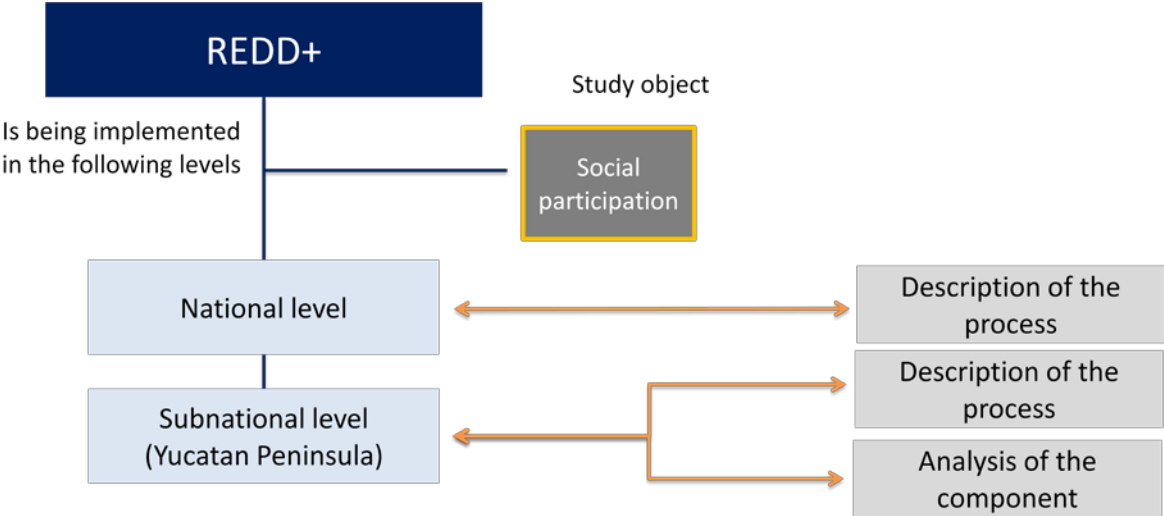 REDD+
Study object
Is being implemented
in the following levels
Social
participation
National level
Description of the
process
Description of the
process
Subnational level
(Yucatan Peninsula)
Analysis of the
component